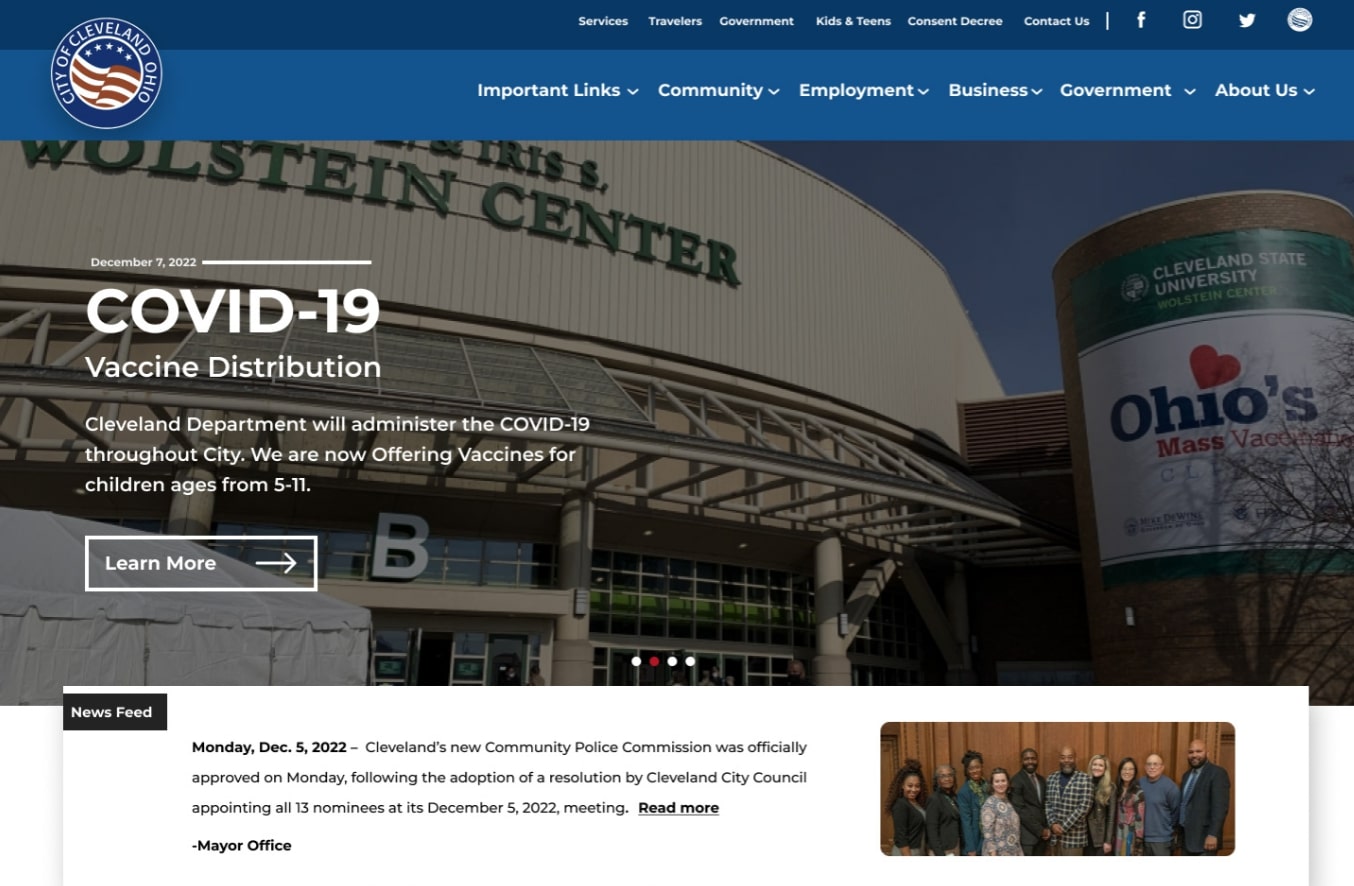 Services Travelers Government Kids & Teens Consent Decree Contact Us
CITY OF CLEVELAND OHIO
Important Links Community Employment Business Government About Us
& IRIS S.
WOLSTEIN CENTER
CLEVELAND STATE
UNIVERSITY
WOLSTEIN CENTER
Ohio's
Mass
MIKE DEWINE
December 7, 2022
COVID-19
Vaccine Distribution
Cleveland Department will administer the COVID-19
throughout City. We are now Offering Vaccines for
children ages from 5-11.
B
Learn More
News Feed
Monday, Dec. 5, 2022 – Cleveland's new Community Police Commission was officially
approved on Monday, following the adoption of a resolution by Cleveland City Council
appointing all 13 nominees at its December 5, 2022, meeting. Read more
-Mayor Office